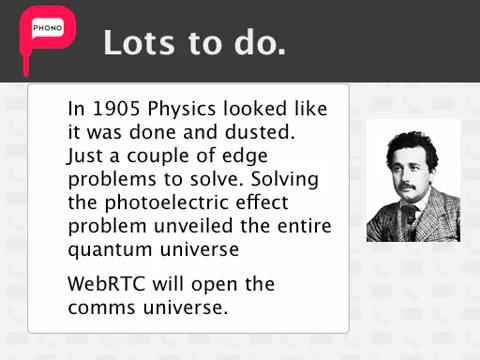 PHONO
Lots to do.
In 1905 Physics looked like
it was done and dusted.
Just a couple of edge
problems to solve. Solving
the photoelectric effect
problem unveiled the entire
quantum universe
WebRTC will open the
comms universe.